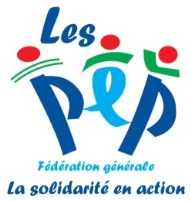 Les
pep
Fédération générale
La solidarité en action